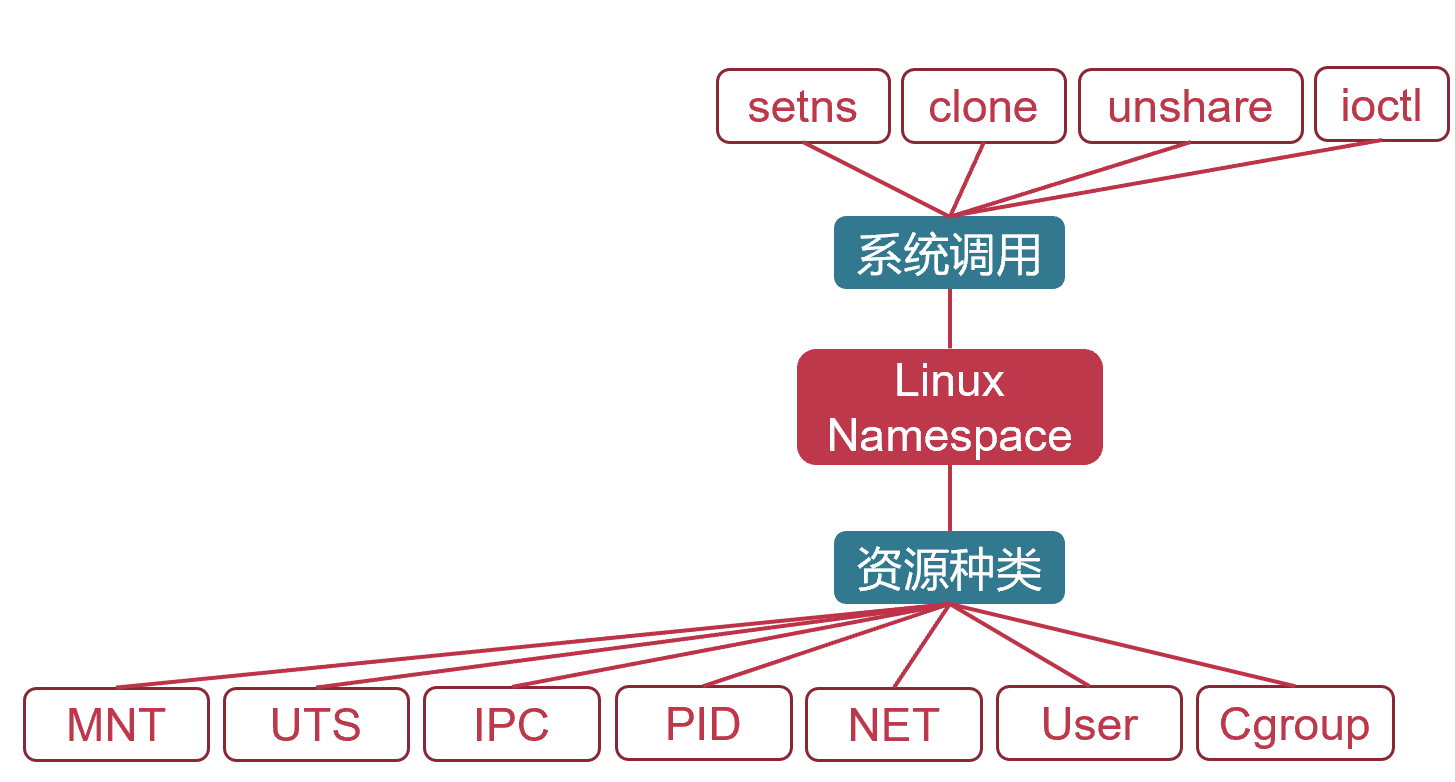 setns
clone
unshare
ioctl
系统调用
Linux
Namespace
资源种类
MNT
UTS
IPC
PID
NET
User
Cgroup